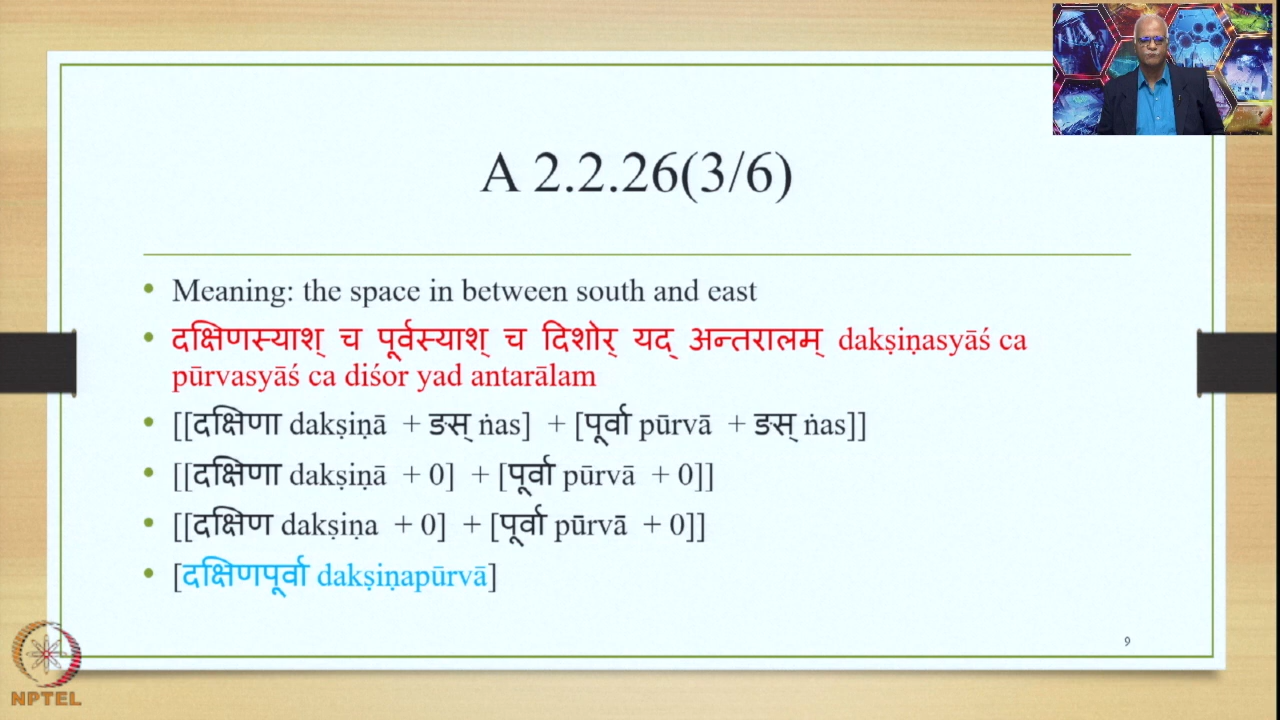 A 2.2.26(3/6)
• Meaning: the space in between south and east
• दक्षिणस्याश् च पूर्वस्याश् च दिशोर् यद् अन्तरालम् dakṣiṇasyāś ca
pūrvasyāś ca diśor yad antarālam
• [[दक्षिणा dakṣiṇā + ङस् ṅas] + [पूर्वा pūrvā + ङस् ṅas]]
• [[दक्षिणा dakṣiṇā + 0] + [पूर्वा pūrvā + 0]]
• [[दक्षिण dakṣiṇa + 0] + [पूर्वा pūrvā + 0]]
• [दक्षिणपूर्वा dakṣiṇapūrvā]
9
NPTEL